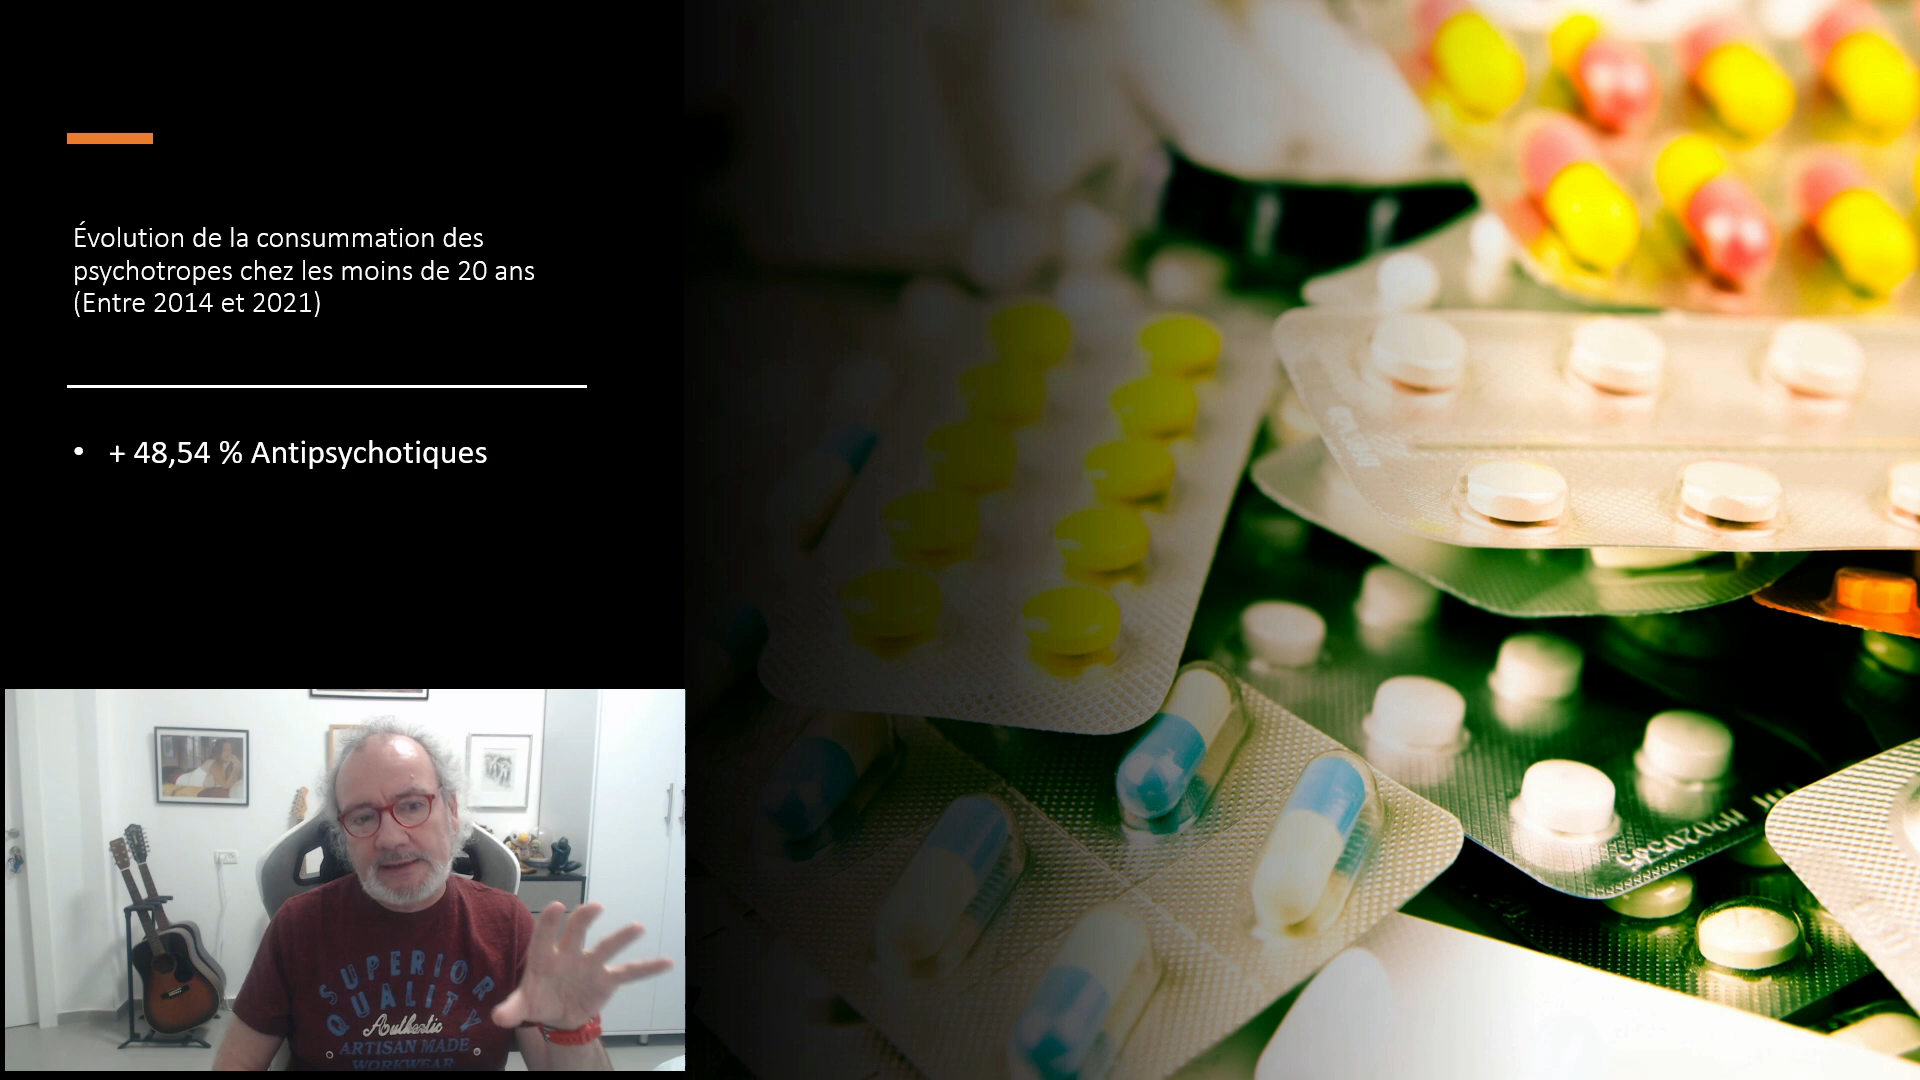 Évolution de la consummation des
psychotropes chez les moins de 20 ans
(Entre 2014 et 2021)
• + 48,54 % Antipsychotiques
SUPERIOR
QUALITY
Authentic
ARTISAN MADE
WORKWEAR